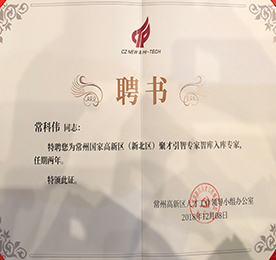 CZ NEW & HI-TECH
聘书
常科伟 同志：
特聘您为常州国家高新区（新北区）聚才引智专家智库入库专家，
任期两年。
特颁此证。
常州高新区人才工作领导小组办公室
2018年12月08日